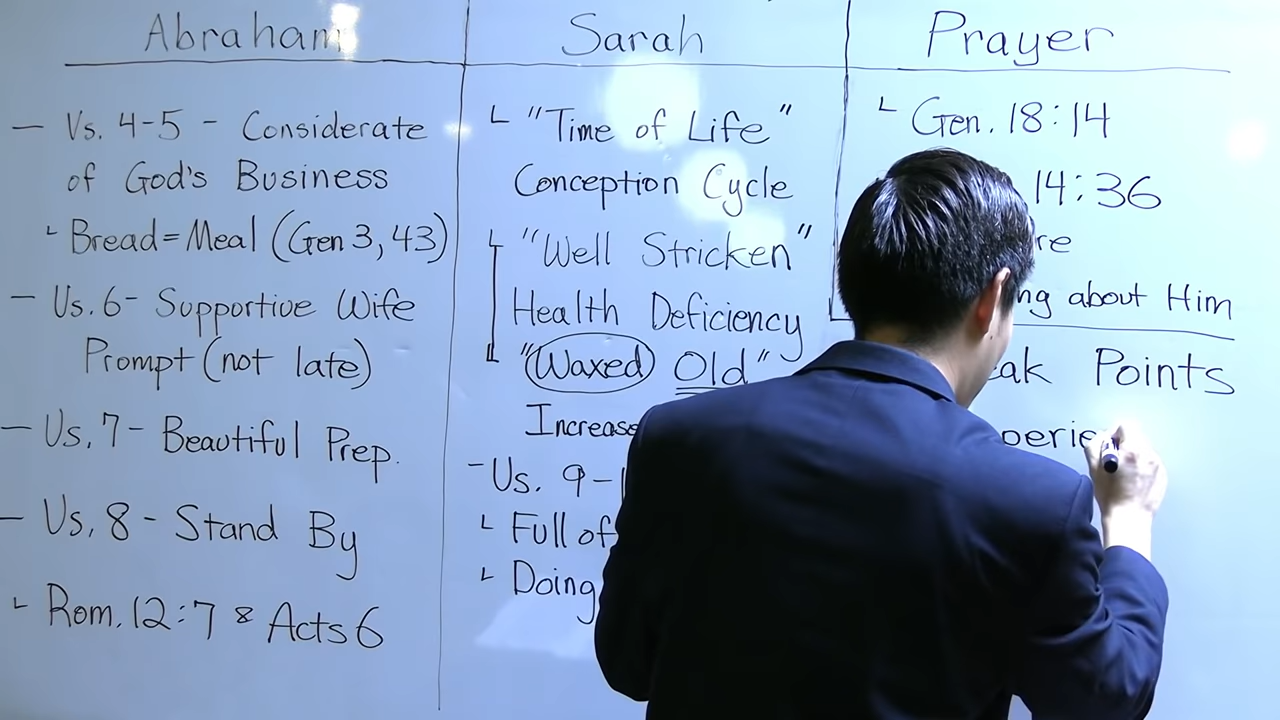 Abraham
— Vs. 4-5 - Considerate
of God's Business
└ Bread = Meal (Gen 3, 43)
— Vs. 6 - Supportive Wife
Prompt (not late)
— Vs. 7 - Beautiful Prep.
— Vs. 8 - Stand By
└ Rom. 12:7 & Acts 6
Sarah
└ "Time of Life"
Conception Cycle
└ "Well Stricken"
Health Deficiency
└ "Waxed Old"
- Vs. 9-
└ Full of
└ Doing
Prayer
└ Gen. 18:14
14:36
about Him
Points